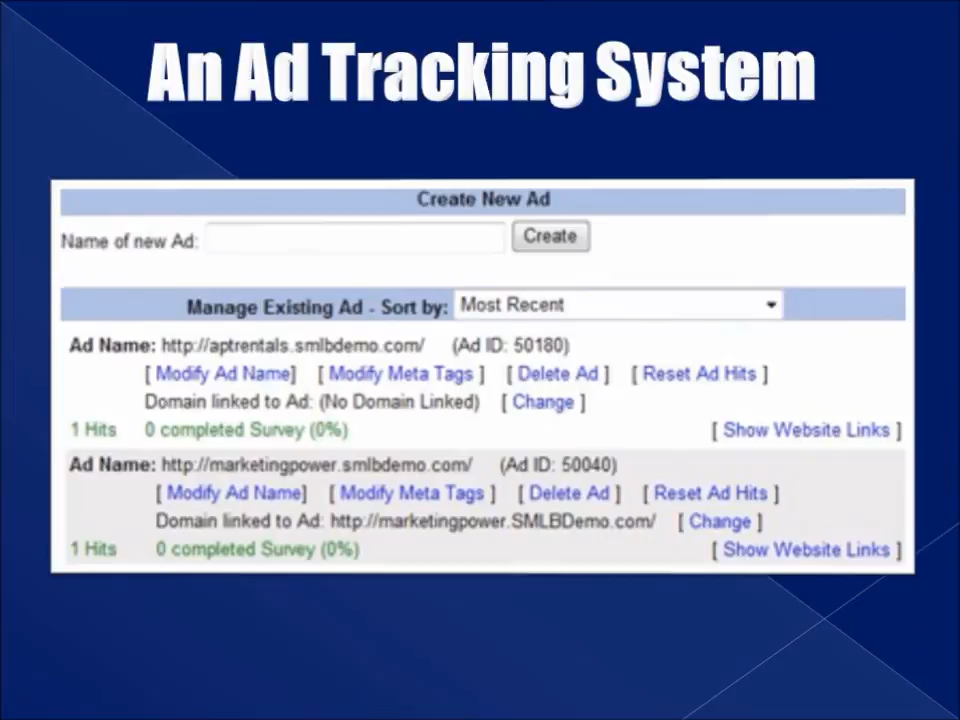 An Ad Tracking System
Create New Ad
Name of new Ad: Create
Manage Existing Ad - Sort by: Most Recent
Ad Name: http://aptrentals.smlbdemo.com/ (Ad ID: 50180)
[ Modify Ad Name] [ Modify Meta Tags ] [ Delete Ad ] [ Reset Ad Hits ]
Domain linked to Ad: (No Domain Linked) [ Change ]
1 Hits 0 completed Survey (0%) [ Show Website Links ]
Ad Name: http://marketingpower.smlbdemo.com/ (Ad ID: 50040)
[ Modify Ad Name] [ Modify Meta Tags ] [ Delete Ad ] [ Reset Ad Hits ]
Domain linked to Ad: http://marketingpower.SMLBDemo.com/ [ Change ]
1 Hits 0 completed Survey (0%) [ Show Website Links ]